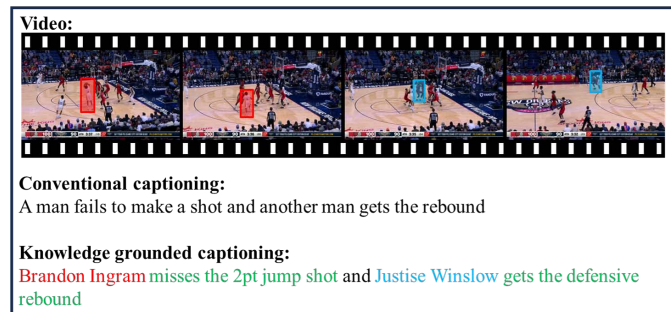 Video:
Conventional captioning:
A man fails to make a shot and another man gets the rebound
Knowledge grounded captioning:
Brandon Ingram misses the 2pt jump shot and Justise Winslow gets the defensive
rebound